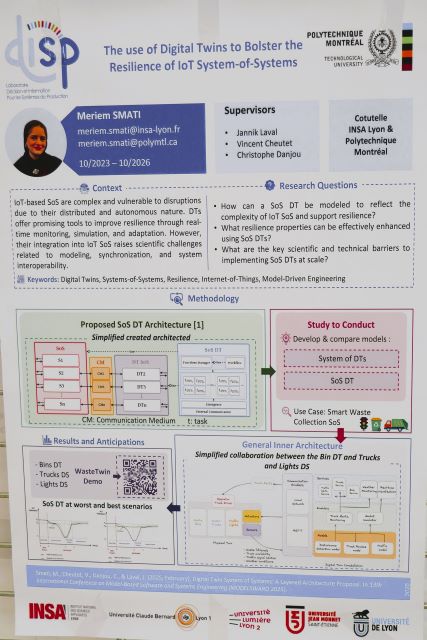 disp
Laboratoire
Décision et Information
Pour les Systèmes de Production
The use of Digital Twins to Bolster the
Resilience of IoT System-of-Systems
POLYTECHNIQUE
MONTRÉAL
TECHNOLOGICAL
UNIVERSITY
Meriem SMATI
meriem.smati@insa-lyon.fr
meriem.smati@polymtl.ca
10/2023 – 10/2026
Supervisors
• Jannik Laval
• Vincent Cheutet
• Christophe Danjou
Cotutelle
INSA Lyon &
Polytechnique
Montréal
Context
IoT-based SoS are complex and vulnerable to disruptions
due to their distributed and autonomous nature. DTs
offer promising tools to improve resilience through real-
time monitoring, simulation, and adaptation. However,
their integration into IoT SoS raises scientific challenges
related to modeling, synchronization, and system
interoperability.
Research Questions
• How can a SoS DT be modeled to reflect the
complexity of IoT SoS and support resilience?
• What resilience properties can be effectively enhanced
using SoS DTs?
• What are the key scientific and technical barriers to
implementing SoS DTs at scale?
Keywords: Digital Twins, Systems-of-Systems, Resilience, Internet-of-Things, Model-Driven Engineering
Methodology
Proposed SoS DT Architecture [1]
Simplified created architected
SoS
S1
S2
S3
Sn
CM
DT2
DTn
SoS DT
CM: Communication Medium
t: task
Study to Conduct
Develop & compare models :
System of DTs
SoS DT
Use Case: Smart Waste
Collection SoS
Results and Anticipations
- Bins DT
- Trucks DS
- Lights DS
WasteTwin
Demo
SoS DT at worst and best scenarios
General Inner Architecture
Simplified collaboration between the Bin DT and Trucks
and Lights DS
Smati, M., Cheutet, V., Danjou, C., & Laval, J. (2025, February). Digital Twin System of Systems: A Layered Architecture Proposal. In 13th
International Conference on Model-Based Software and Systems Engineering (MODELSWARD 2025).
2025
INSA
INSTITUT NATIONAL
DES SCIENCES
APPLIQUÉES
LYON
Université Claude Bernard
Lyon 1
UNIVERSITÉ
LUMIÈRE
LYON 2
UNIVERSITÉ
JEAN MONNET
SAINT-ÉTIENNE
UNIVERSITÉ
DE LYON